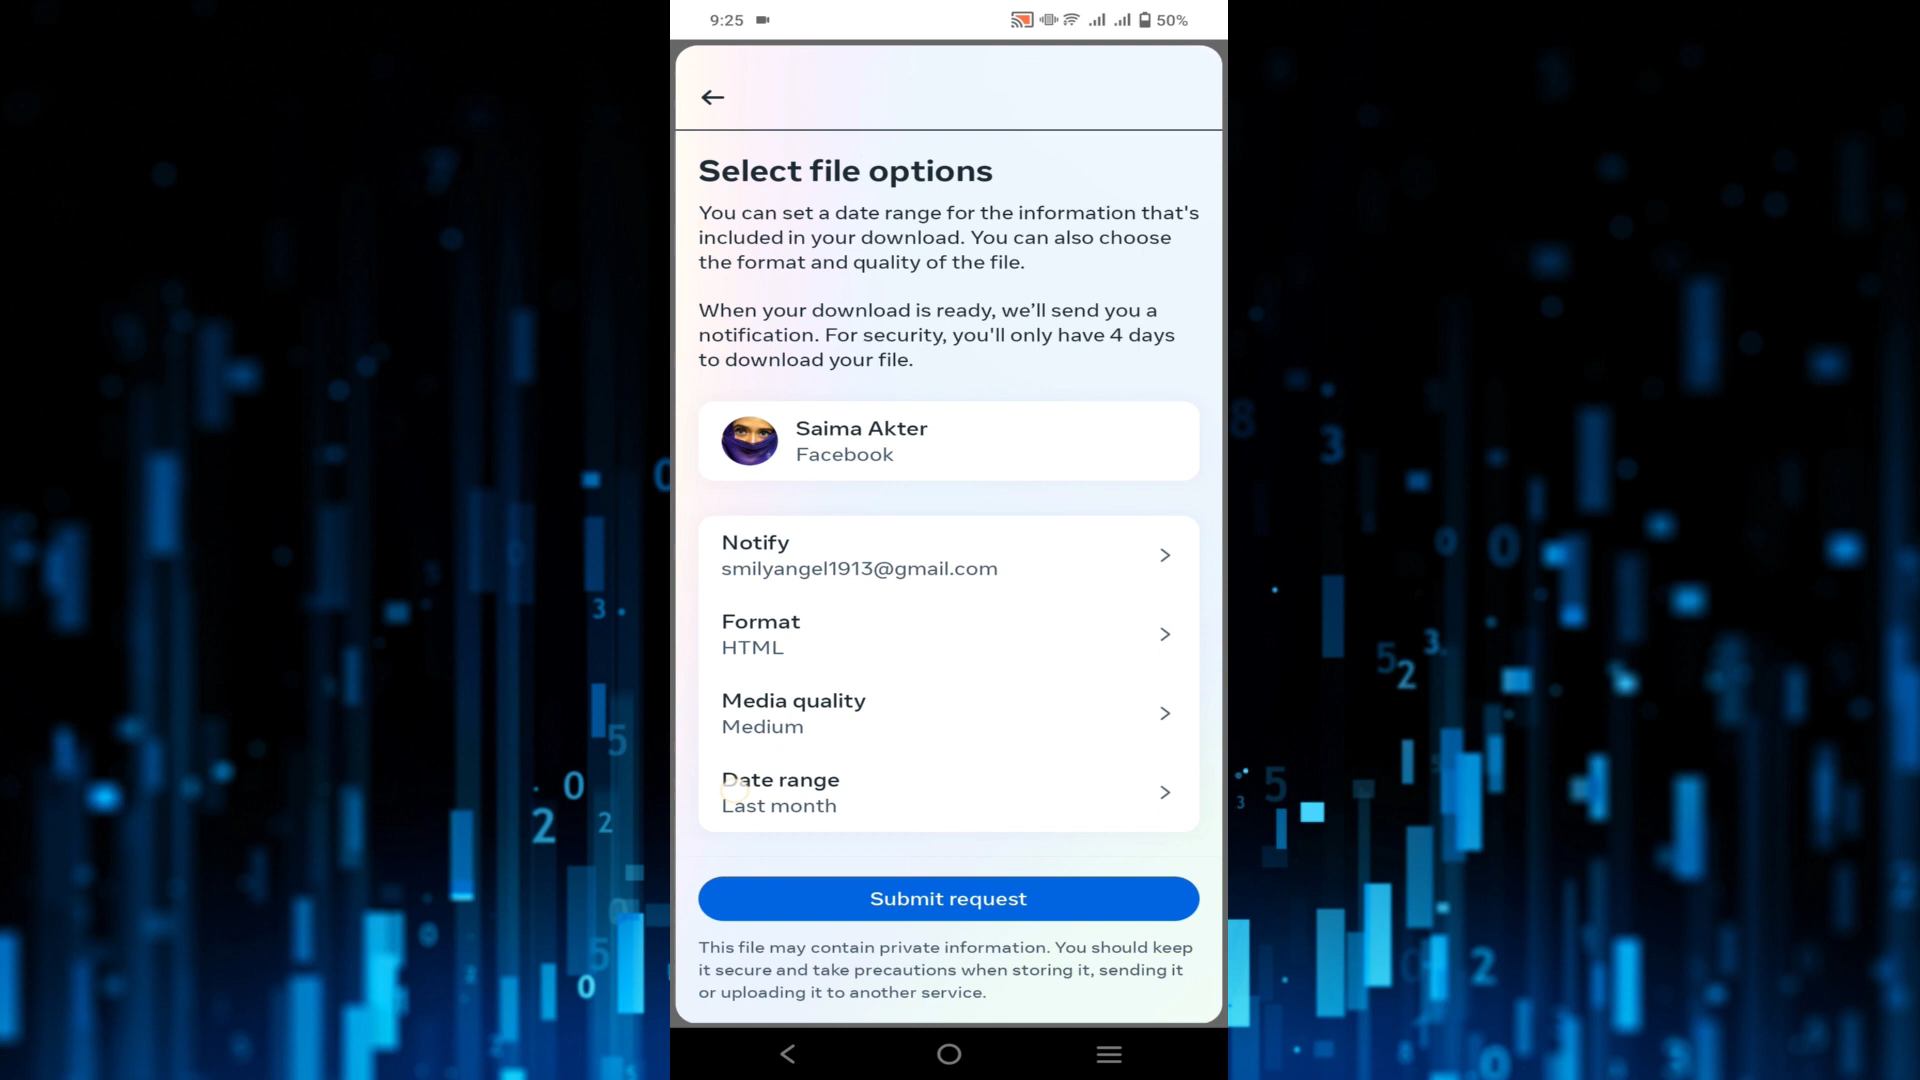 9:25
50%
Select file options
You can set a date range for the information that's
included in your download. You can also choose
the format and quality of the file.
When your download is ready, we’ll send you a
notification. For security, you'll only have 4 days
to download your file.
Saima Akter
Facebook
Notify
smilyangel1913@gmail.com
Format
HTML
Media quality
Medium
Date range
Last month
Submit request
This file may contain private information. You should keep
it secure and take precautions when storing it, sending it
or uploading it to another service.